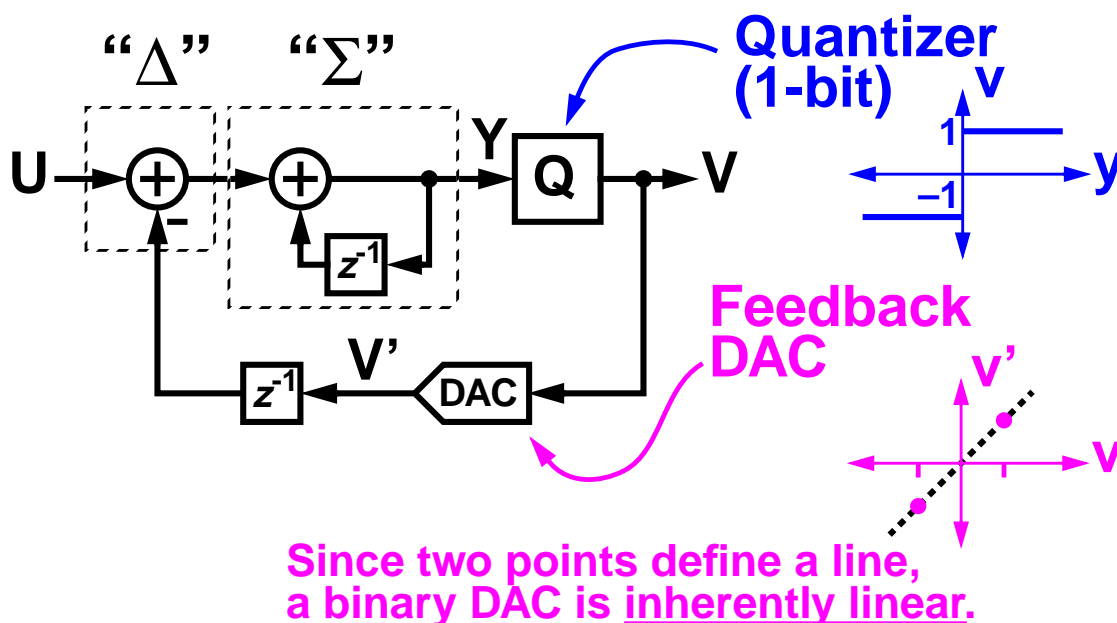 “Δ” “Σ”
Quantizer
(1-bit)
v
1
–1
y
U
+
–
+
Y
Q
V
z-1
Feedback
DAC
V’
z-1
DAC
v’
v
Since two points define a line,
a binary DAC is inherently linear.